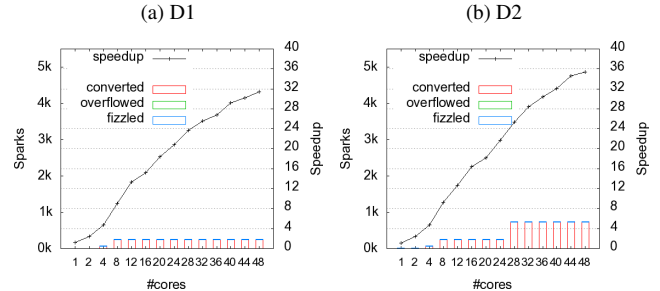 (a) D1
(b) D2
speedup
converted
overflowed
fizzled
5k
4k
3k
2k
1k
0k
Sparks
40
36
32
28
24
20
16
12
8
4
0
Speedup
1 2 4 8 12 16 20 24 28 32 36 40 44 48
#cores
speedup
converted
overflowed
fizzled
5k
4k
3k
2k
1k
0k
Sparks
40
36
32
28
24
20
16
12
8
4
0
Speedup
1 2 4 8 12 16 20 24 28 32 36 40 44 48
#cores